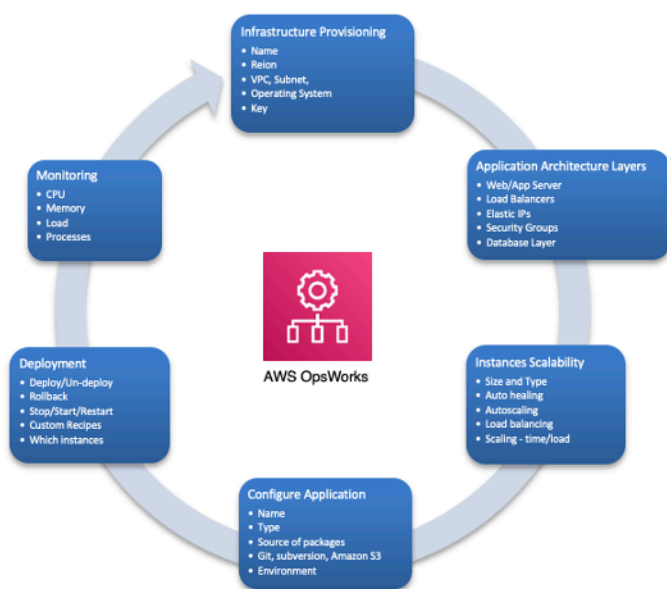 Infrastructure Provisioning
• Name
• Reion
• VPC, Subnet,
• Operating System
• Key
Application Architecture Layers
• Web/App Server
• Load Balancers
• Elastic IPs
• Security Groups
• Database Layer
Instances Scalability
• Size and Type
• Auto healing
• Autoscaling
• Load balancing
• Scaling - time/load
Configure Application
• Name
• Type
• Source of packages
• Git, subversion, Amazon S3
• Environment
Deployment
• Deploy/Un-deploy
• Rollback
• Stop/Start/Restart
• Custom Recipes
• Which instances
Monitoring
• CPU
• Memory
• Load
• Processes
AWS OpsWorks